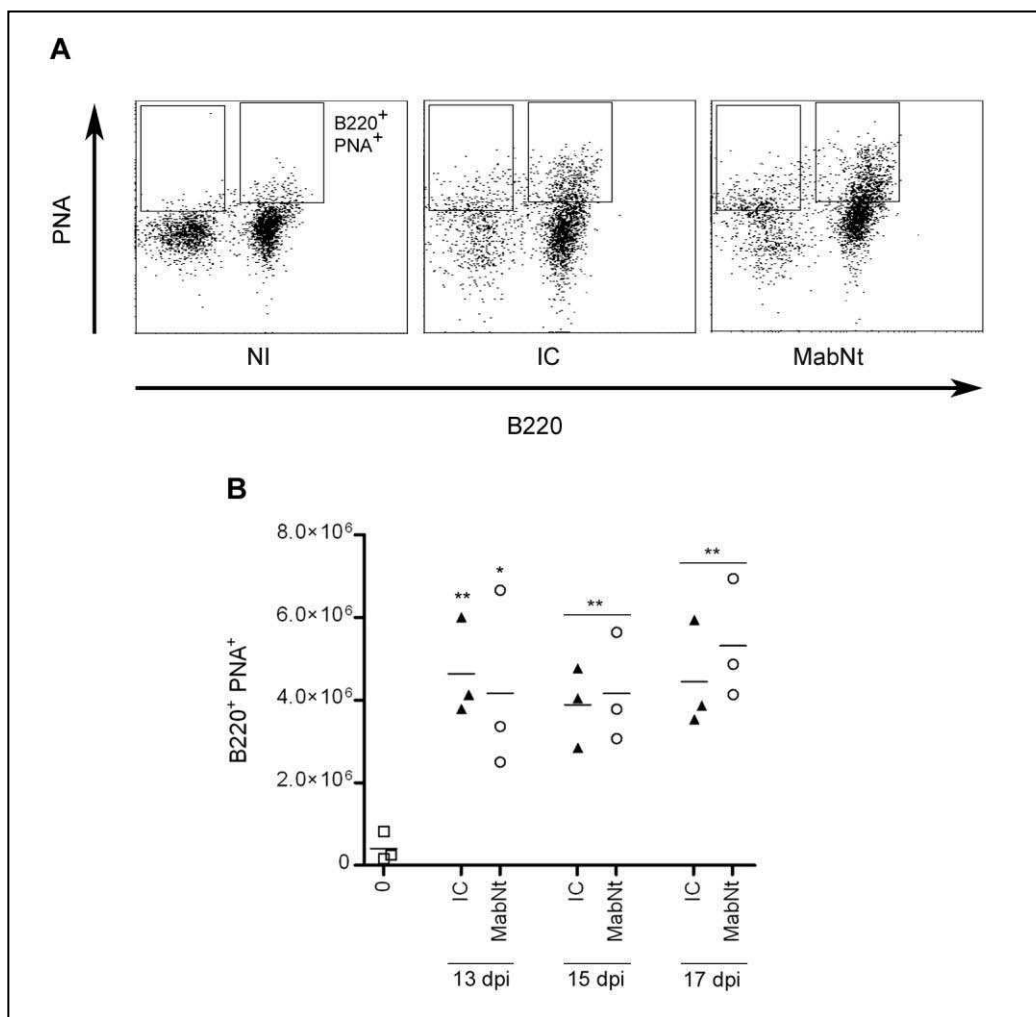 A
PNA
B220⁺
PNA⁺
NI
IC
MabNt
B220
B
B220⁺ PNA⁺
8.0×10⁶
6.0×10⁶
4.0×10⁶
2.0×10⁶
0
**
*
**
**
0
IC
MabNt
IC
MabNt
IC
MabNt
13 dpi
15 dpi
17 dpi